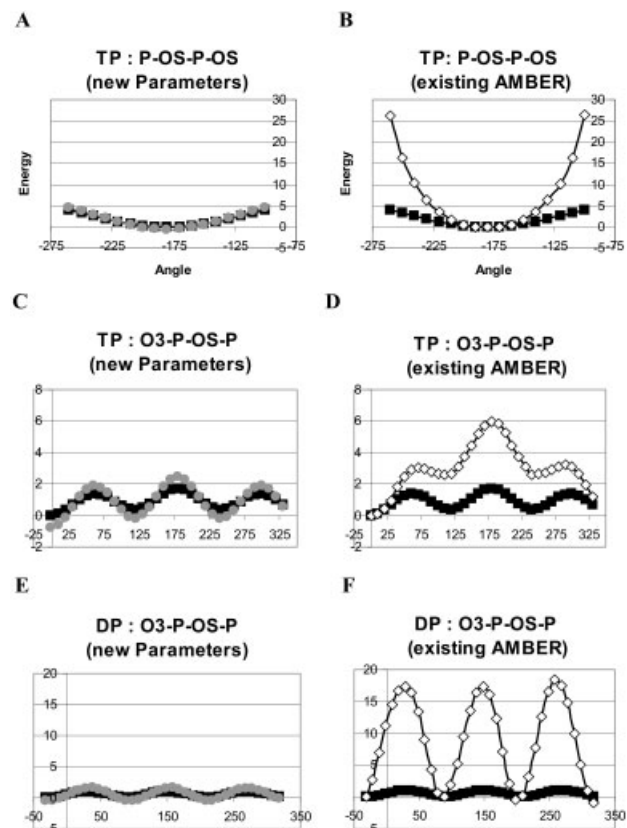 A
B
TP : P-OS-P-OS
(new Parameters)
TP: P-OS-P-OS
(existing AMBER)
Energy
30
25
20
15
10
5
0
-5
-275 -225 -175 -125 -75
Angle
Energy
30
25
20
15
10
5
0
-5
-275 -225 -175 -125 -75
Angle
C
D
TP : O3-P-OS-P
(new Parameters)
TP : O3-P-OS-P
(existing AMBER)
8
6
4
2
0
-2
-25 25 75 125 175 225 275 325
8
6
4
2
0
-2
-25 25 75 125 175 225 275 325
E
F
DP : O3-P-OS-P
(new Parameters)
DP : O3-P-OS-P
(existing AMBER)
20
15
10
5
0
-50 50 150 250 350
20
15
10
5
0
-50 50 150 250 350